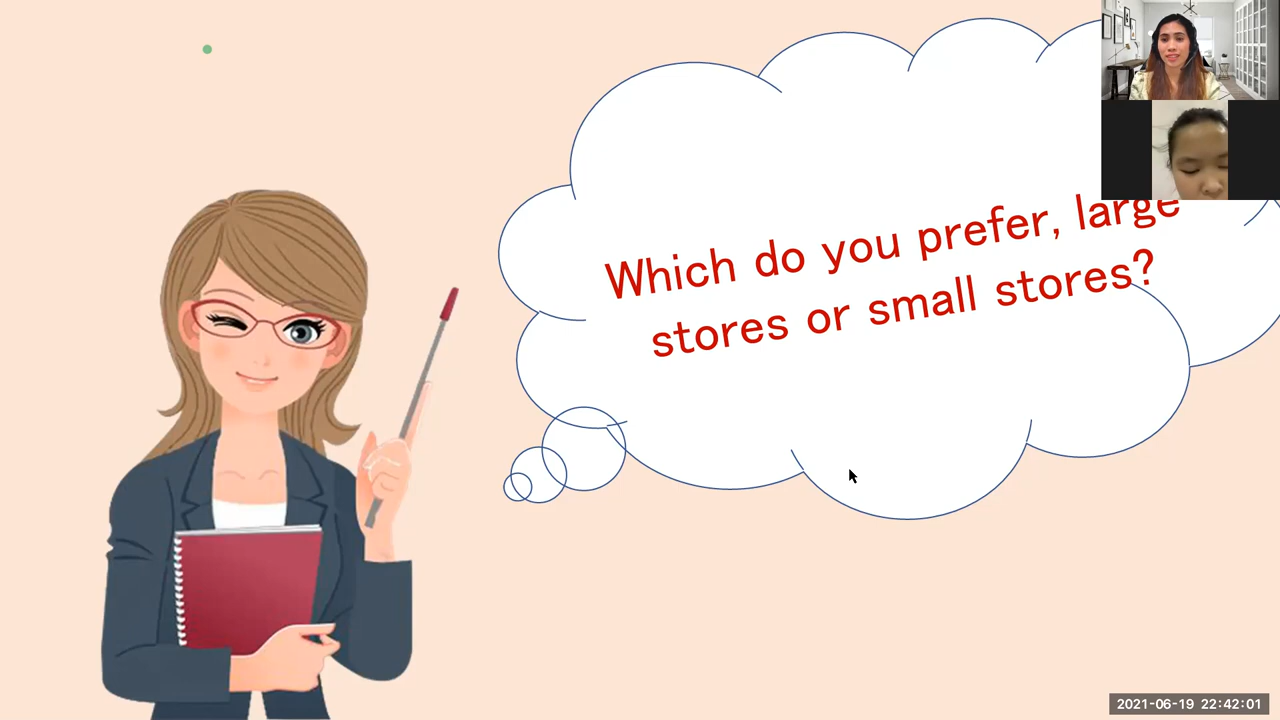 Which do you prefer, large
stores or small stores?
2021-06-19 22:42:01